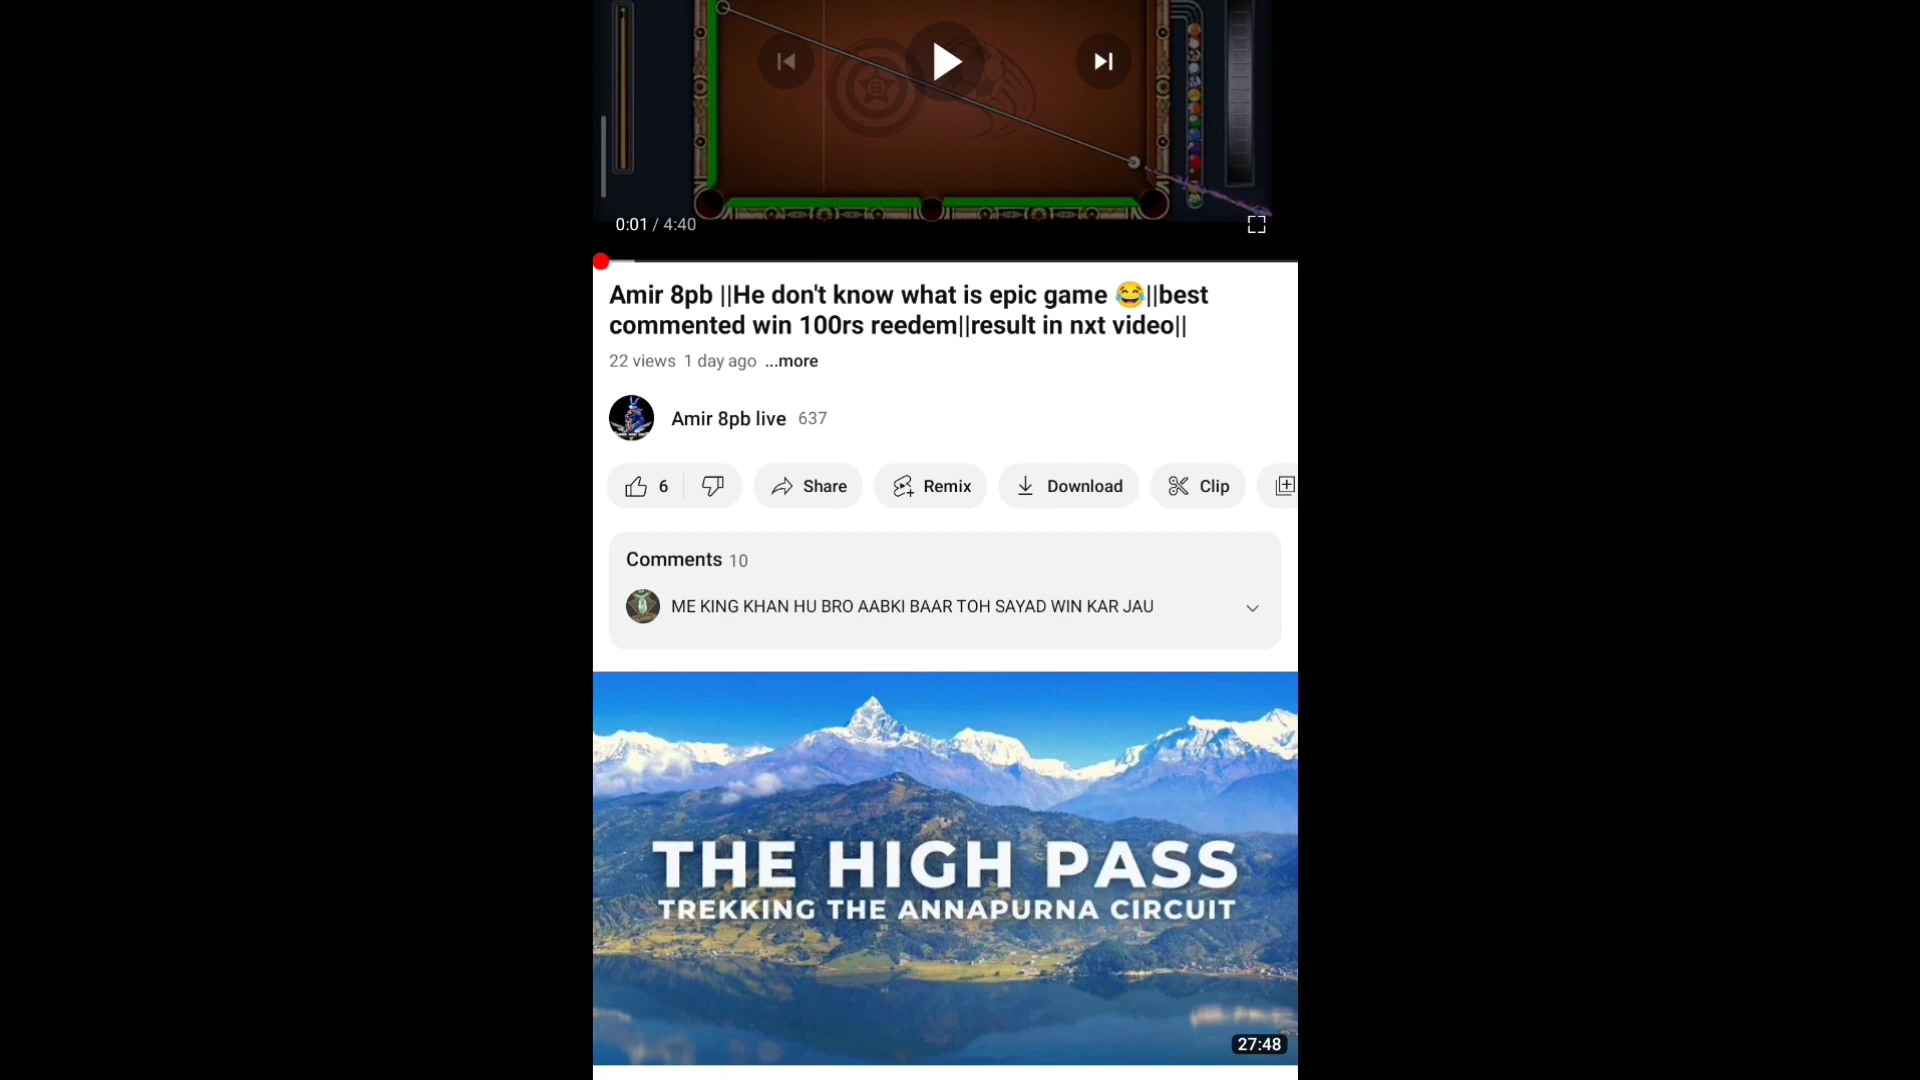 0:01 / 4:40
Amir 8pb ||He don't know what is epic game 😂||best
commented win 100rs reedem||result in nxt video||
22 views 1 day ago ...more
Amir 8pb live 637
6 Share Remix Download Clip
Comments 10
ME KING KHAN HU BRO AABKI BAAR TOH SAYAD WIN KAR JAU
THE HIGH PASS
TREKKING THE ANNAPURNA CIRCUIT
27:48